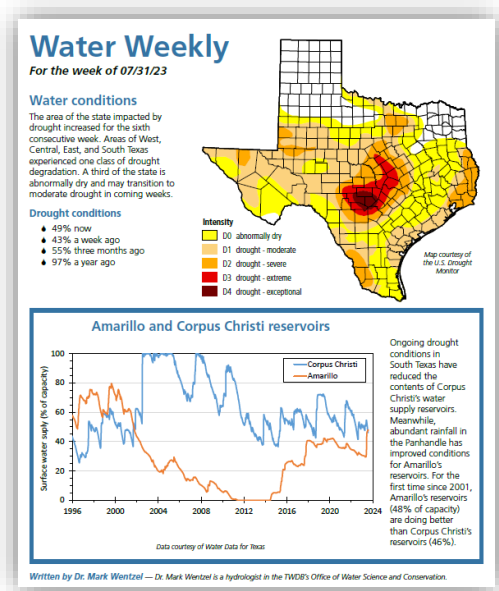 Water Weekly
For the week of 07/31/23
Water conditions
The area of the state impacted by
drought increased for the sixth
consecutive week. Areas of West,
Central, East, and South Texas
experienced one class of drought
degradation. A third of the state is
abnormally dry and may transition to
moderate drought in coming weeks.
Drought conditions
49% now
43% a week ago
55% three months ago
97% a year ago
Intensity
D0 abnormally dry
D1 drought - moderate
D2 drought - severe
D3 drought - extreme
D4 drought - exceptional
Map courtesy of
the U.S. Drought
Monitor
Amarillo and Corpus Christi reservoirs
Surface water suply (% of capacity)
100
80
60
40
20
0
1996 2000 2004 2008 2012 2016 2020 2024
Corpus Christi
Amarillo
Data courtesy of Water Data for Texas
Ongoing drought
conditions in
South Texas have
reduced the
contents of Corpus
Christi's water
supply reservoirs.
Meanwhile,
abundant rainfall in
the Panhandle has
improved conditions
for Amarillo's
reservoirs. For the
first time since 2001,
Amarillo's reservoirs
(48% of capacity)
are doing better
than Corpus Christi's
reservoirs (46%).
Written by Dr. Mark Wentzel — Dr. Mark Wentzel is a hydrologist in the TWDB's Office of Water Science and Conservation.